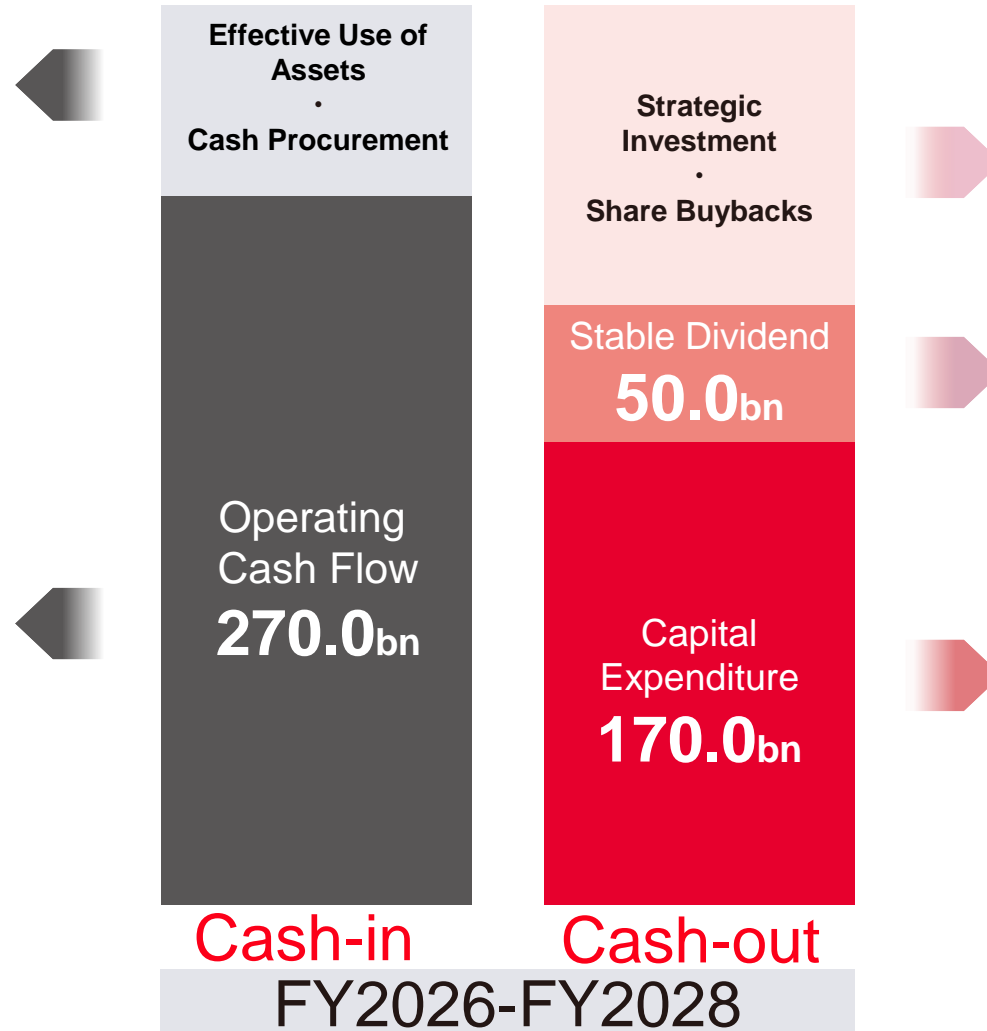 Effective Use of
Assets
・
Cash Procurement
Operating
Cash Flow
270.0bn
Cash-in
Strategic
Investment
・
Share Buybacks
Stable Dividend
50.0bn
Capital
Expenditure
170.0bn
Cash-out
FY2026-FY2028